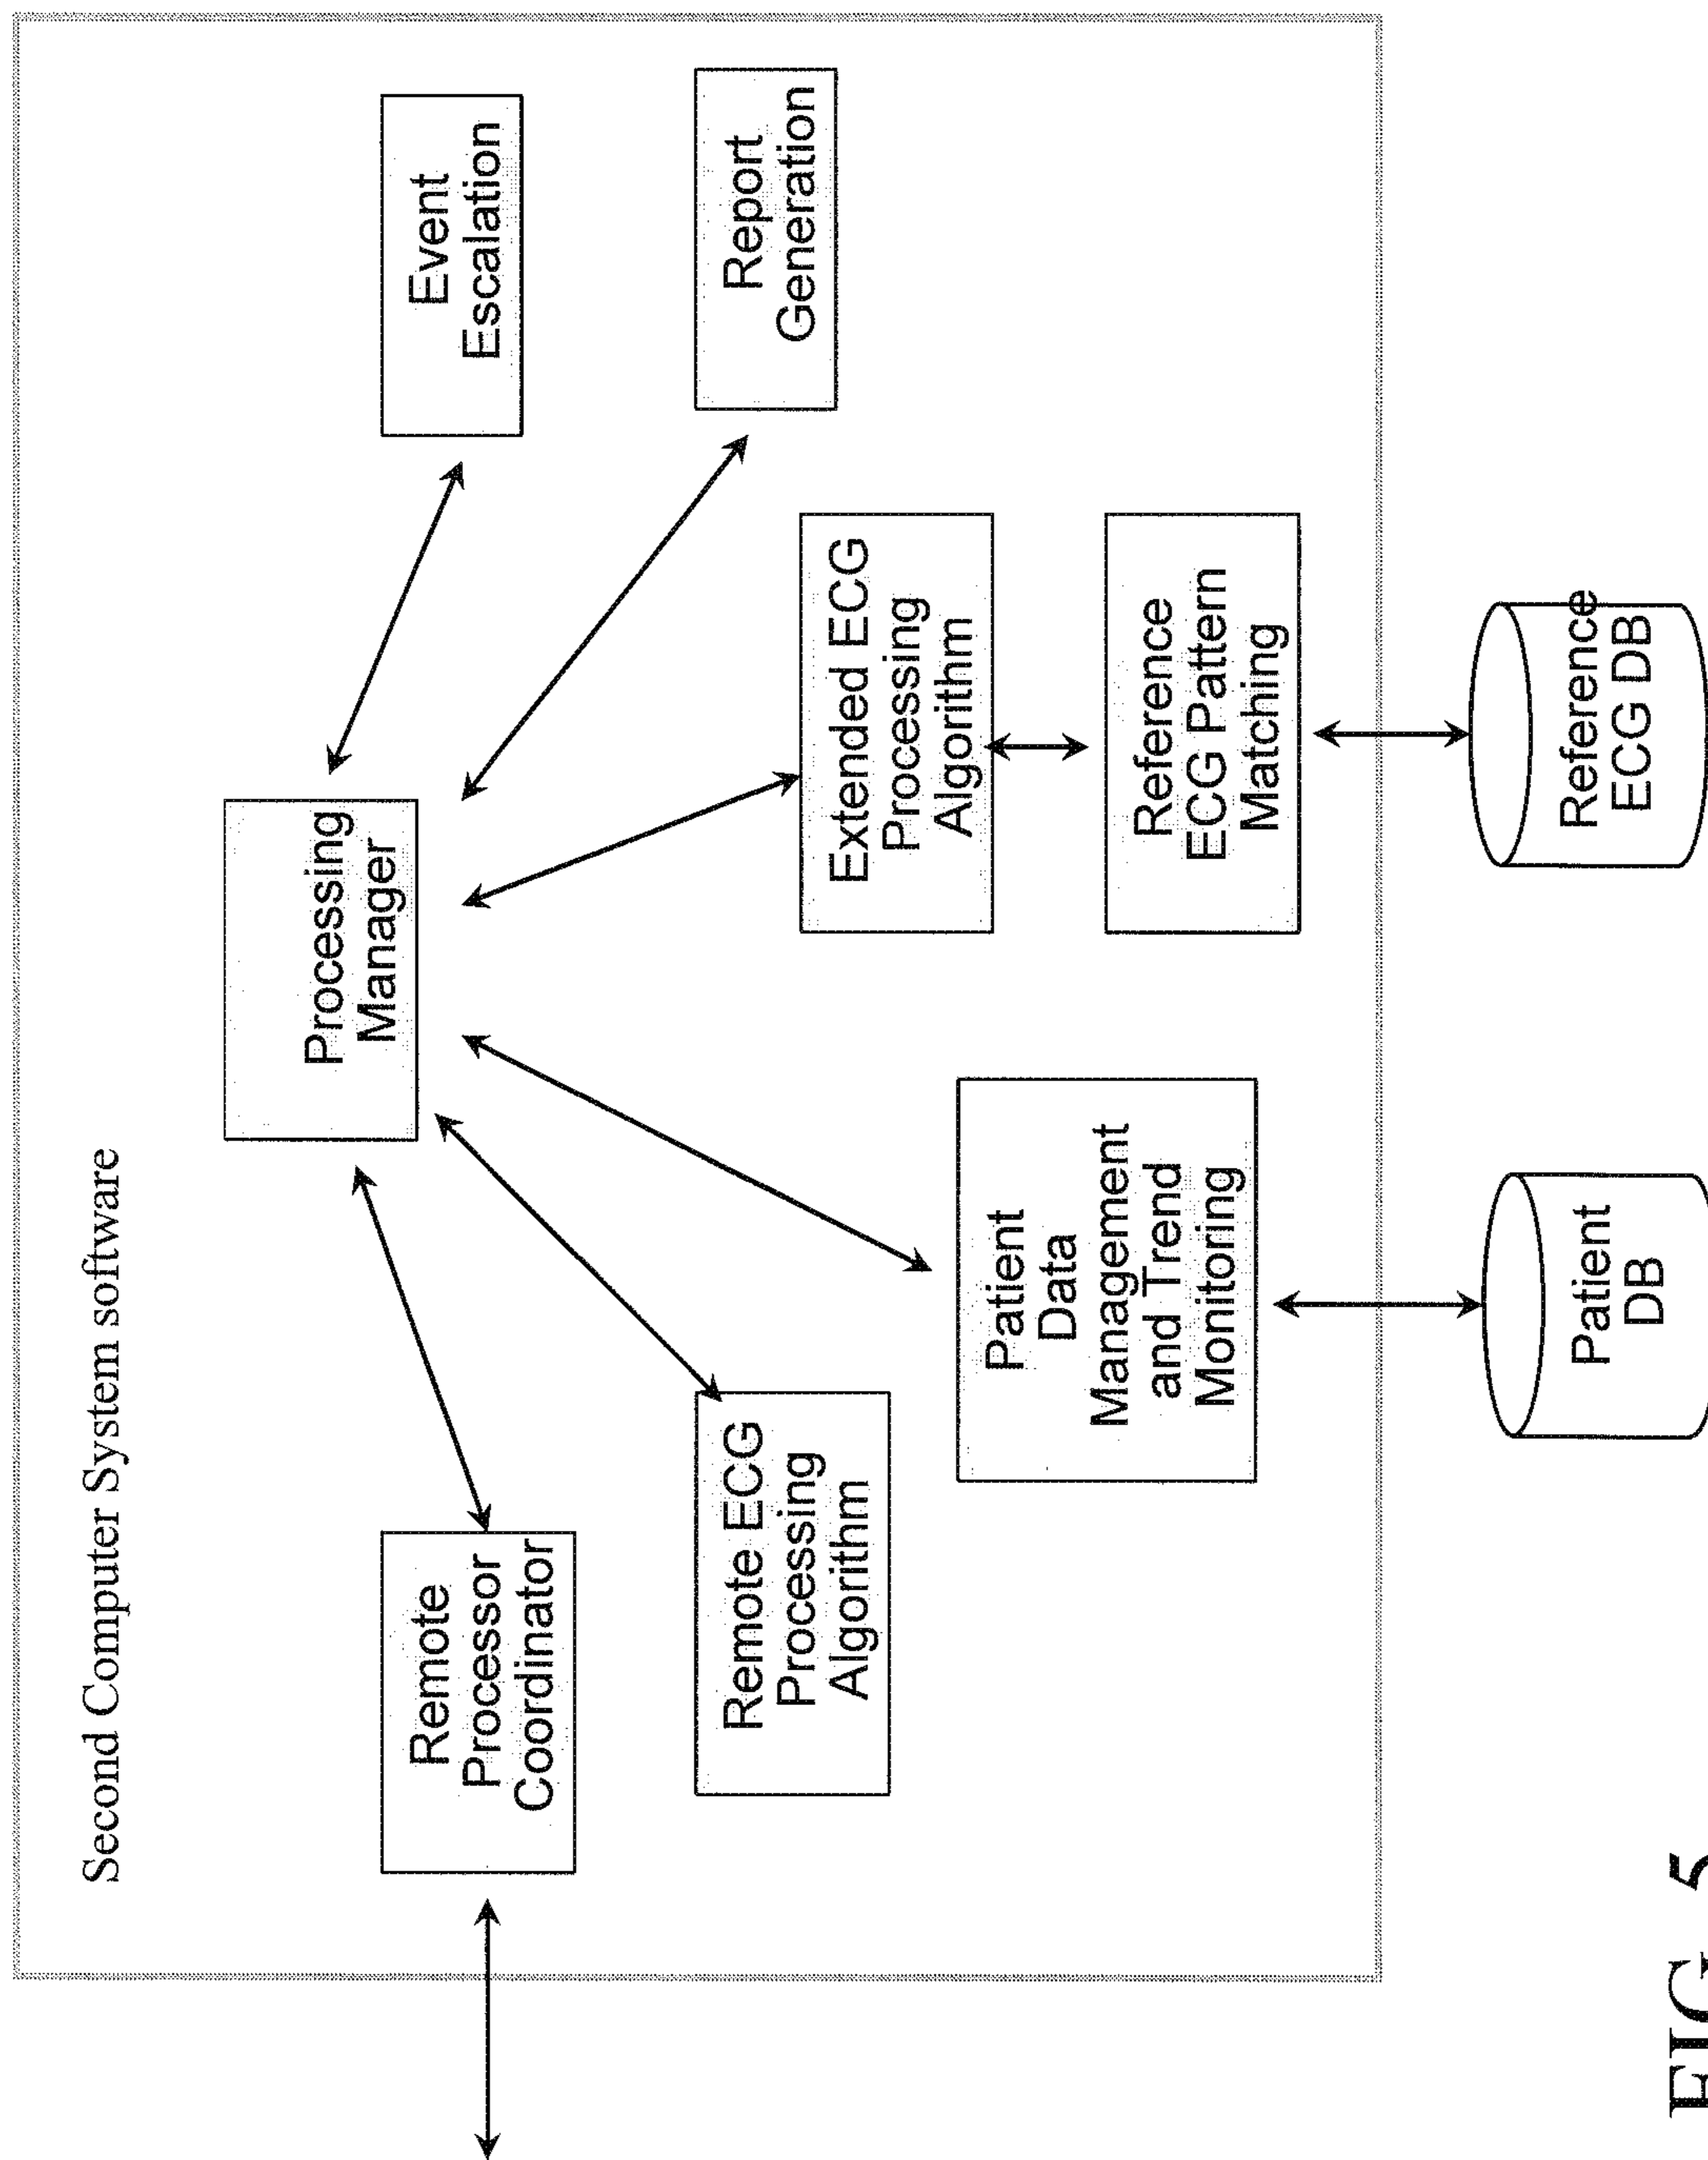 Second Computer System software
Processing
Manager
Remote
Processor
Coordinator
Event
Escalation
Remote ECG
Processing
Algorithm
Report
Generation
Extended ECG
Processing
Algorithm
Patient
Data
Management
and Trend
Monitoring
Reference
ECG Pattern
Matching
Patient
DB
Reference
ECG DB
FIG. 5